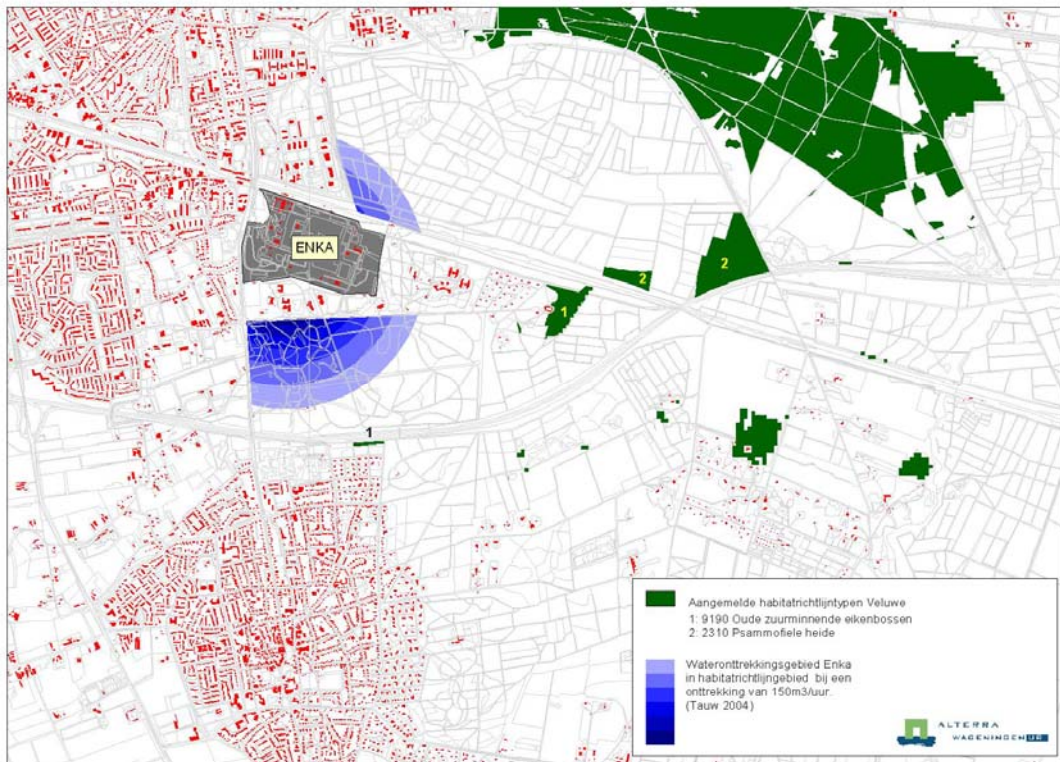 ENKA
2
2
1
1
Aangemelde habitatrichtlijntypen Veluwe
1: 9190 Oude zuurminnende eikenbossen
2: 2310 Psammofiele heide
Wateronttrekkingsgebied Enka
in habitatrichtlijngebied bij een
onttrekking van 150m3/uur.
(Tauw 2004)
ALTERRA
WAGENINGEN UR